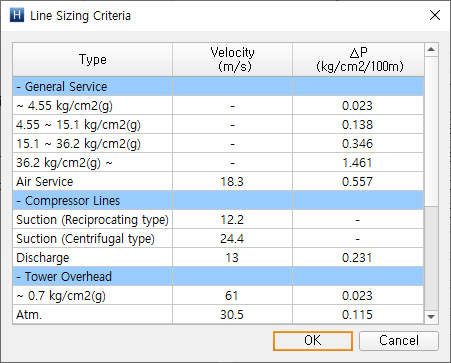 H Line Sizing Criteria
Type Velocity (m/s) △P (kg/cm2/100m)
- General Service
~ 4.55 kg/cm2(g) - 0.023
4.55 ~ 15.1 kg/cm2(g) - 0.138
15.1 ~ 36.2 kg/cm2(g) - 0.346
36.2 kg/cm2(g) ~ - 1.461
Air Service 18.3 0.557
- Compressor Lines
Suction (Reciprocating type) 12.2 -
Suction (Centrifugal type) 24.4 -
Discharge 13 0.231
- Tower Overhead
~ 0.7 kg/cm2(g) 61 0.023
Atm. 30.5 0.115
OK Cancel